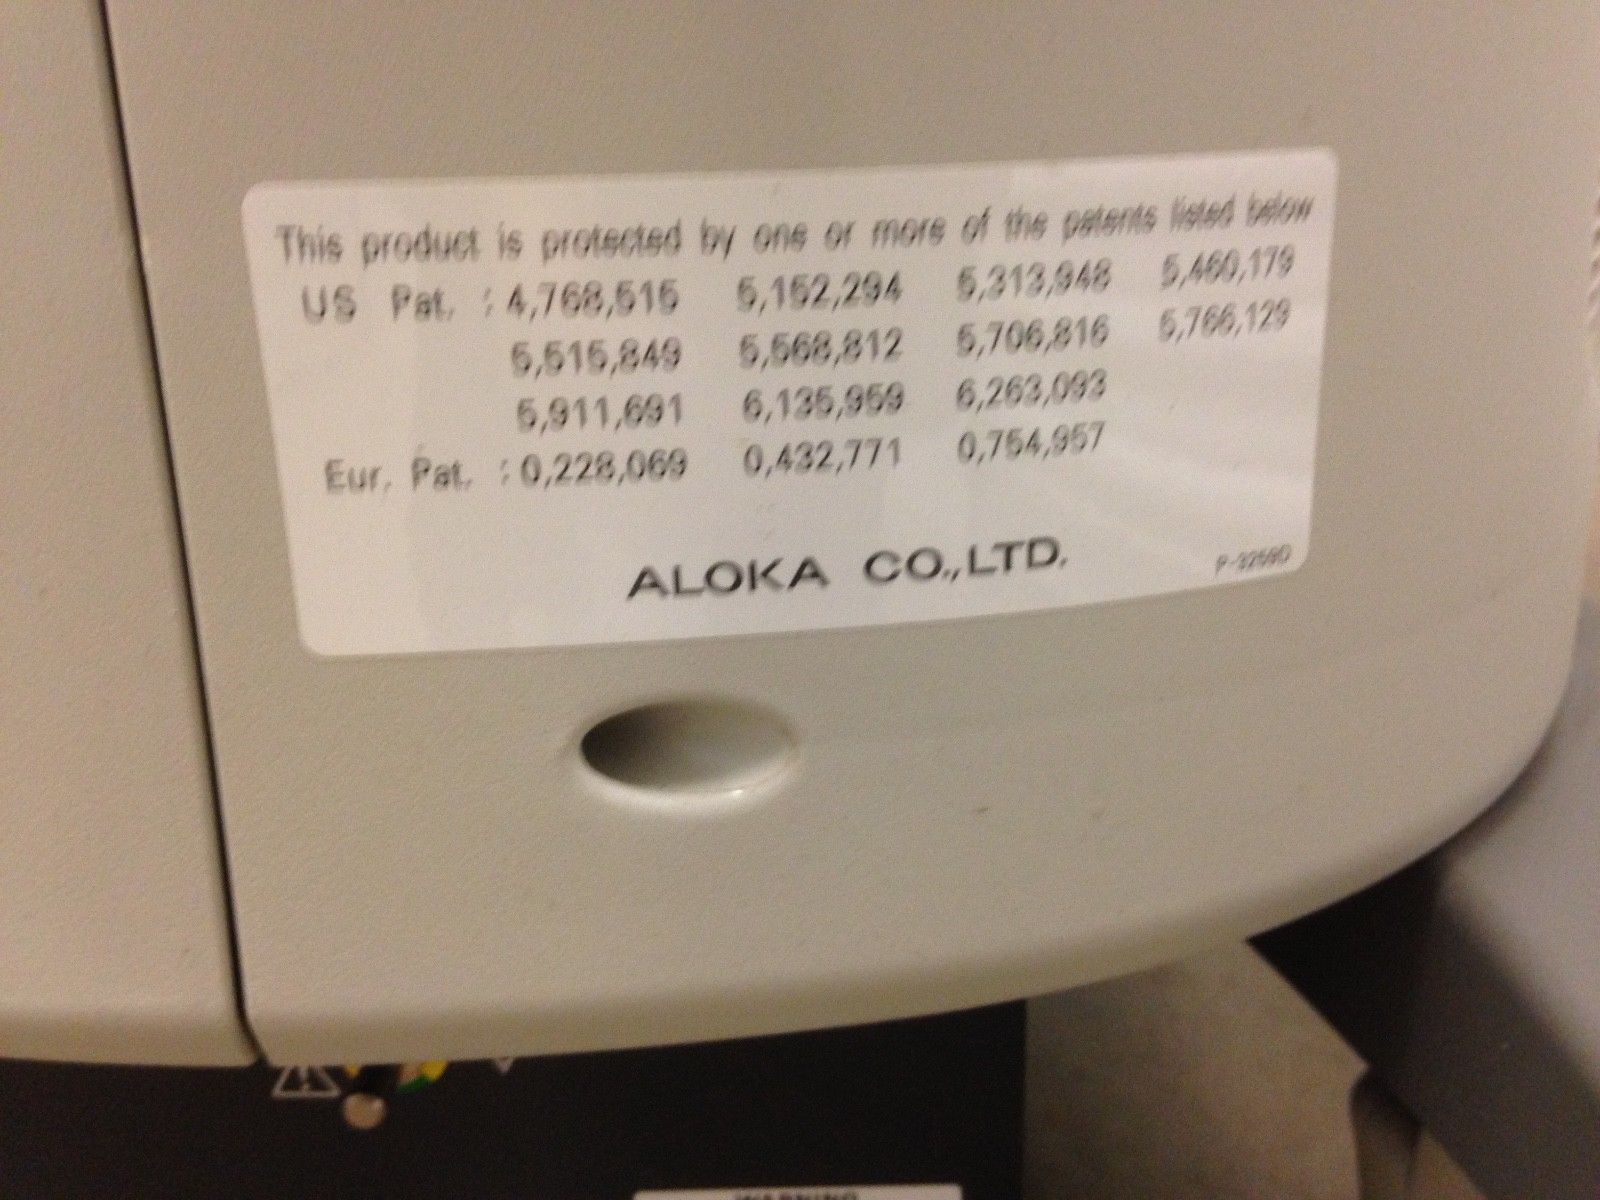 This product is protected by one or more of the patents listed below
US Pat. : 4,768,515 5,152,294 5,313,948 5,460,179
5,515,849 5,568,812 5,706,816 5,766,129
5,911,691 6,135,959 6,263,093
Eur. Pat. : 0,228,069 0,432,771 0,754,957
ALOKA CO.,LTD.
WARNING